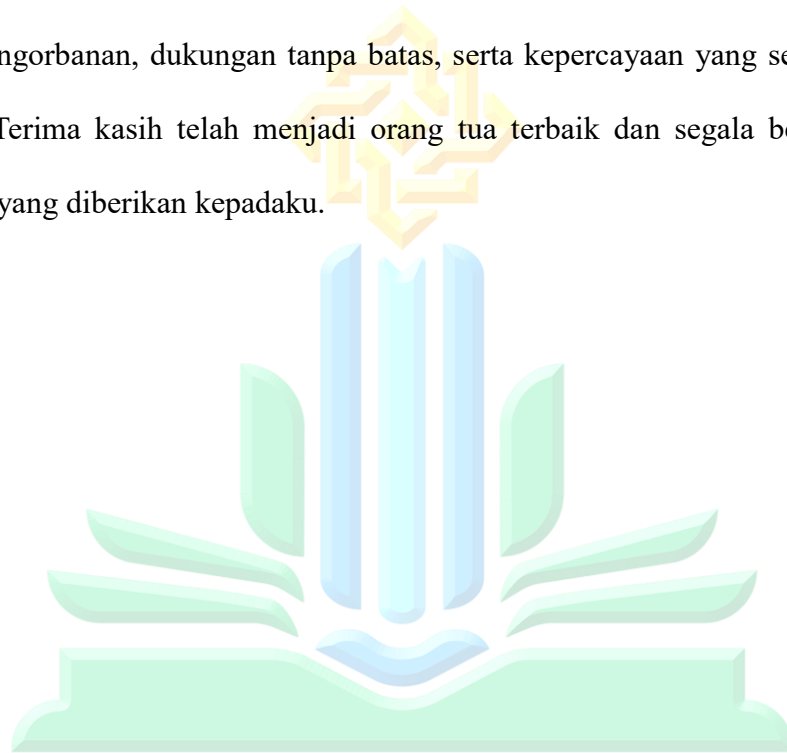 ngorbanan, dukungan tanpa batas, serta kepercayaan yang se
Terima kasih telah menjadi orang tua terbaik dan segala be
yang diberikan kepadaku.